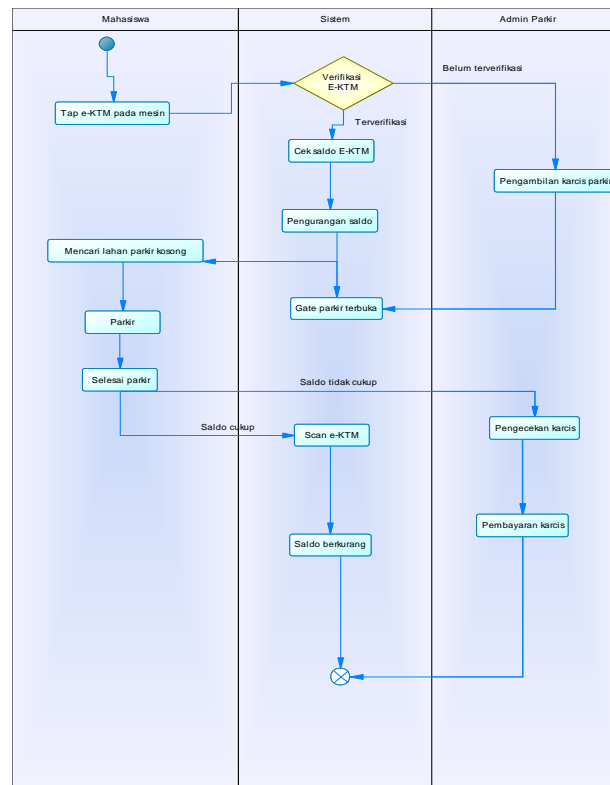 Mahasiswa
Sistem
Admin Parkir
Verifikasi
E-KTM
Belum terverifikasi
Tap e-KTM pada mesin
Terverifikasi
Cek saldo E-KTM
Pengambilan karcis parkir
Pengurangan saldo
Mencari lahan parkir kosong
Gate parkir terbuka
Parkir
Selesai parkir
Saldo tidak cukup
Saldo cukup
Scan e-KTM
Pengecekan karcis
Pembayaran karcis
Saldo berkurang